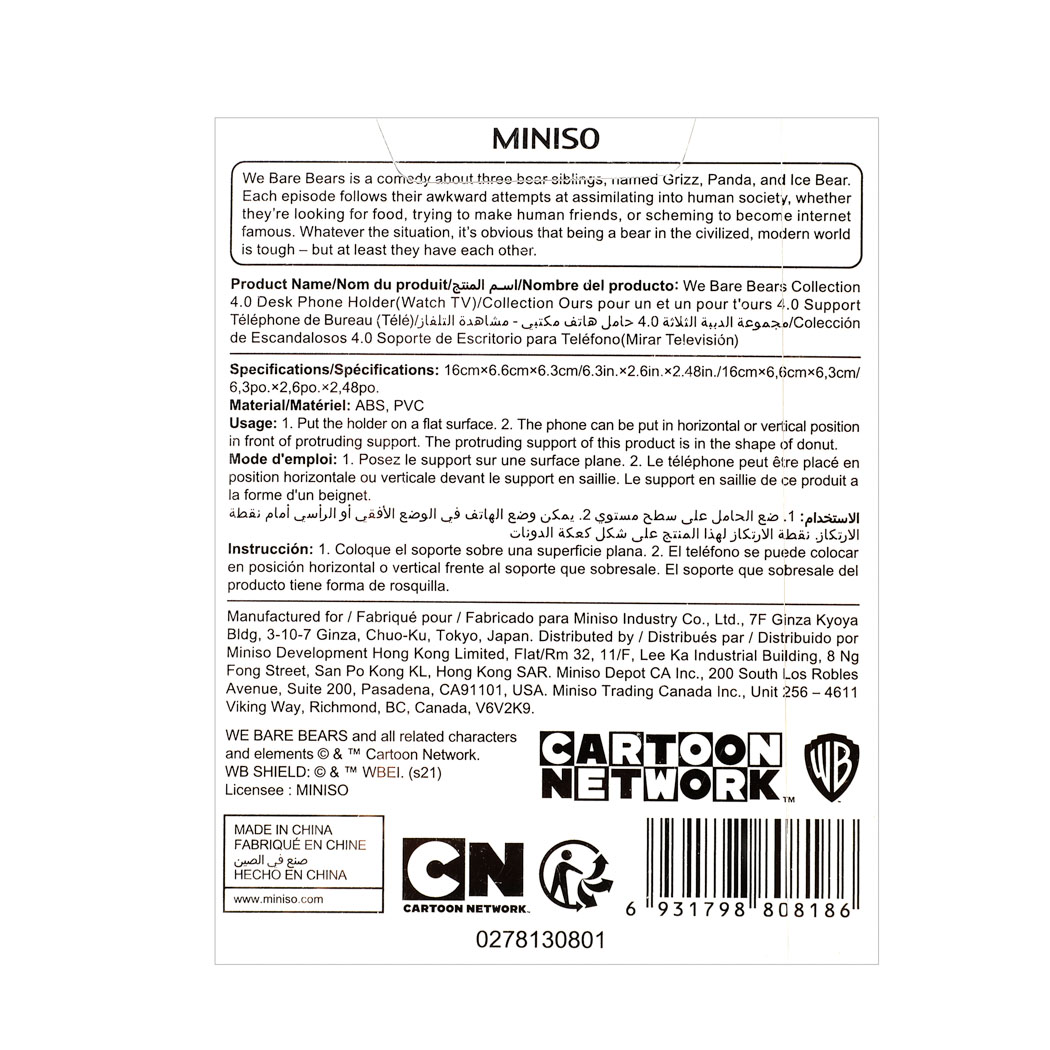 MINISO
We Bare Bears is a comedy about three bear siblings, named Grizz, Panda, and Ice Bear.
Each episode follows their awkward attempts at assimilating into human society, whether
they're looking for food, trying to make human friends, or scheming to become internet
famous. Whatever the situation, it's obvious that being a bear in the civilized, modern world
is tough – but at least they have each other.
Product Name/Nom du produit/اسم المنتج/Nombre del producto: We Bare Bears Collection
4.0 Desk Phone Holder(Watch TV)/Collection Ours pour un et un pour t'ours 4.0 Support
Téléphone de Bureau (Télé)/مجموعة الدببة الثلاثة 4.0 حامل هاتف مكتبي - مشاهدة التلفاز/Colección
de Escandalosos 4.0 Soporte de Escritorio para Teléfono(Mirar Televisión)
Specifications/Spécifications: 16cm×6.6cm×6.3cm/6.3in.×2.6in.×2.48in./16cm×6,6cm×6,3cm/
6,3po.×2,6po.×2,48po.
Material/Matériel: ABS, PVC
Usage: 1. Put the holder on a flat surface. 2. The phone can be put in horizontal or vertical position
in front of protruding support. The protruding support of this product is in the shape of donut.
Mode d'emploi: 1. Posez le support sur une surface plane. 2. Le téléphone peut être placé en
position horizontale ou verticale devant le support en saillie. Le support en saillie de ce produit a
la forme d'un beignet.
الاستخدام: 1. ضع الحامل على سطح مستوي 2. يمكن وضع الهاتف في الوضع الأفقي أو الرأسي أمام نقطة
الارتكاز. نقطة الارتكاز لهذا المنتج على شكل كعكة الدونات
Instrucción: 1. Coloque el soporte sobre una superficie plana. 2. El teléfono se puede colocar
en posición horizontal o vertical frente al soporte que sobresale. El soporte que sobresale del
producto tiene forma de rosquilla.
Manufactured for / Fabriqué pour / Fabricado para Miniso Industry Co., Ltd., 7F Ginza Kyoya
Bldg, 3-10-7 Ginza, Chuo-Ku, Tokyo, Japan. Distributed by / Distribués par / Distribuido por
Miniso Development Hong Kong Limited, Flat/Rm 32, 11/F, Lee Ka Industrial Building, 8 Ng
Fong Street, San Po Kong KL, Hong Kong SAR. Miniso Depot CA Inc., 200 South Los Robles
Avenue, Suite 200, Pasadena, CA91101, USA. Miniso Trading Canada Inc., Unit 256 – 4611
Viking Way, Richmond, BC, Canada, V6V2K9.
WE BARE BEARS and all related characters
and elements © & ™ Cartoon Network.
WB SHIELD: © & ™ WBEI. (s21)
Licensee : MINISO
CARTOON
NETWORK™
WB
MADE IN CHINA
FABRIQUÉ EN CHINE
صنع في الصين
HECHO EN CHINA
www.miniso.com
CN
CARTOON NETWORK™
6 931798 808186
0278130801